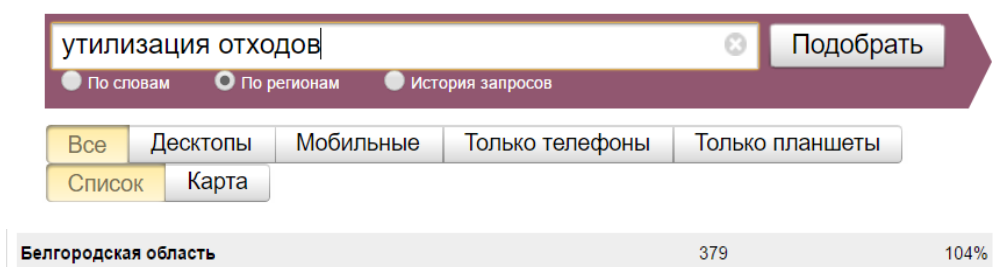 утилизация отходов Подобрать
По словам По регионам История запросов
Все Десктопы Мобильные Только телефоны Только планшеты
Список Карта
Белгородская область 379 104%